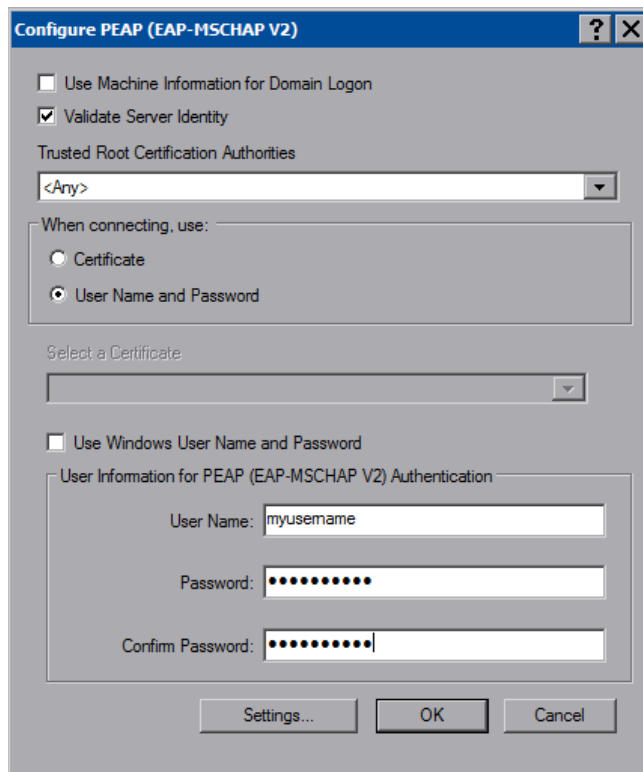 Configure PEAP (EAP-MSCHAP V2)
Use Machine Information for Domain Logon
Validate Server Identity
Trusted Root Certification Authorities
<Any>
When connecting, use:
Certificate
User Name and Password
Select a Certificate
Use Windows User Name and Password
User Information for PEAP (EAP-MSCHAP V2) Authentication
User Name: myusername
Password: ●●●●●●●●●●
Confirm Password: ●●●●●●●●●●
Settings... OK Cancel